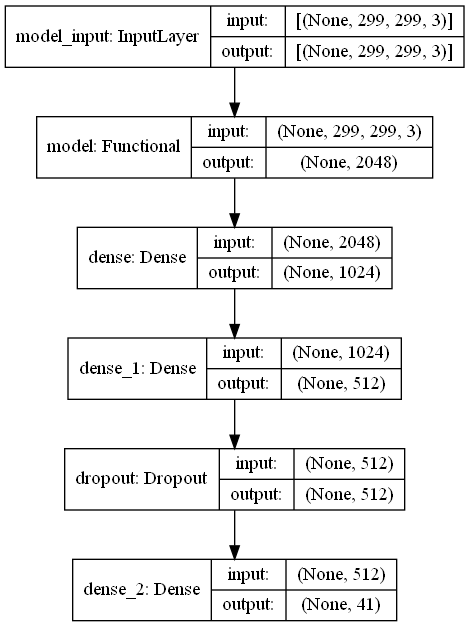 model_input: InputLayer
input: [(None, 299, 299, 3)]
output: [(None, 299, 299, 3)]
model: Functional
input: (None, 299, 299, 3)
output: (None, 2048)
dense: Dense
input: (None, 2048)
output: (None, 1024)
dense_1: Dense
input: (None, 1024)
output: (None, 512)
dropout: Dropout
input: (None, 512)
output: (None, 512)
dense_2: Dense
input: (None, 512)
output: (None, 41)